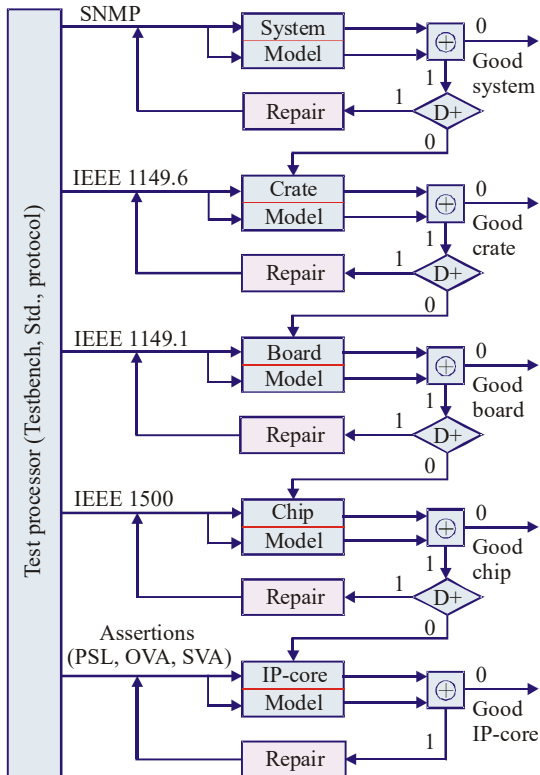 Test processor (Testbench, Std., protocol)
SNMP
System
Model
⊕
0
Good
system
1
D+
1
Repair
0
IEEE 1149.6
Crate
Model
⊕
0
Good
crate
1
D+
1
Repair
0
IEEE 1149.1
Board
Model
⊕
0
Good
board
1
D+
1
Repair
0
IEEE 1500
Chip
Model
⊕
0
Good
chip
1
D+
1
Repair
0
Assertions
(PSL, OVA, SVA)
IP-core
Model
⊕
0
Good
IP-core
1
Repair